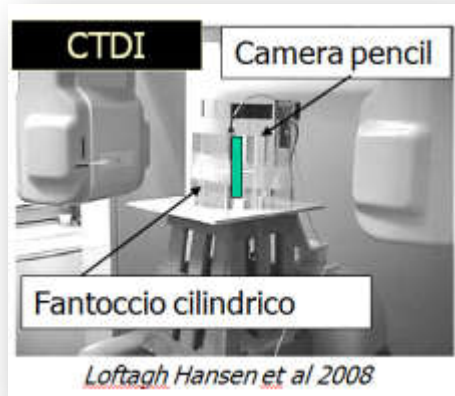 CTDI
Camera pencil
Fantoccio cilindrico
Loftagh Hansen et al 2008